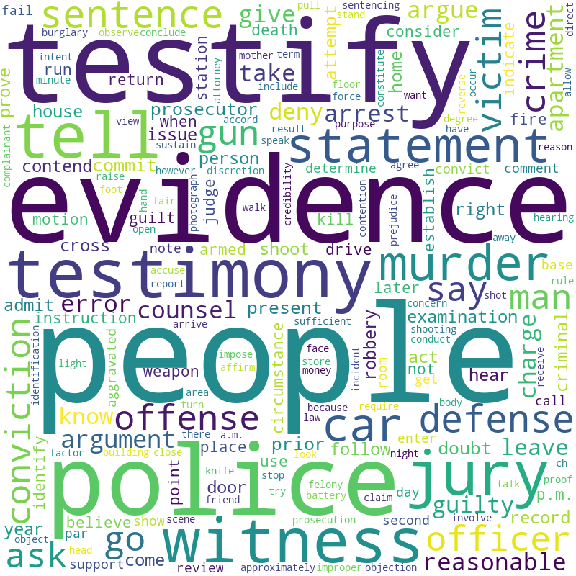 fail
sentence
give
pull
stand
sentencing
argue
fact
burglary
observe
conclude
death
consider
attempt
testify
intent
run
minute
return
station
attorney
mother
term
home
indicate
victim
crime
apartment
direct
prove
house
view
accord
include
take
floor
force
deny
want
constitute
reverse
occur
allow
tell
prosecutor
when
issue
gun
result
speak
arrest
purpose
degree
have
fire
reason
contend
commit
sustain
person
however
statement
agree
complainant
raise
foot
hand
fair
photograph
judge
discretion
determine
convict
comment
motion
open
guilt
kill
walk
credibility
contention
prejudice
establish
right
hearing
away
evidence
cross
note
armed
shoot
drive
testimony
accuse
report
murder
say
later
shot
base
rule
man
admit
error
counsel
present
concern
identification
instruction
arrive
sufficient
examination
shooting
conduct
receive
charge
people
light
aggravated
impose
affirm
weapon
area
turn
face
store
money
circumstance
room
incident
robbery
act
not
get
hear
criminal
call
know
offense
because
law
require
car
body
night
defense
conviction
argument
there
a.m.
prior
enter
ch
identify
factor
building
close
place
use
look
follow
doubt
leave
proof
police
point
door
knife
friend
stop
try
felony
battery
claim
day
talk
jury
guilty
p.m.
year
believe
show
scene
prosecution
second
involve
record
ask
object
head
par
support
go
come
review
witness
approximately
improper
objection
officer
reasonable